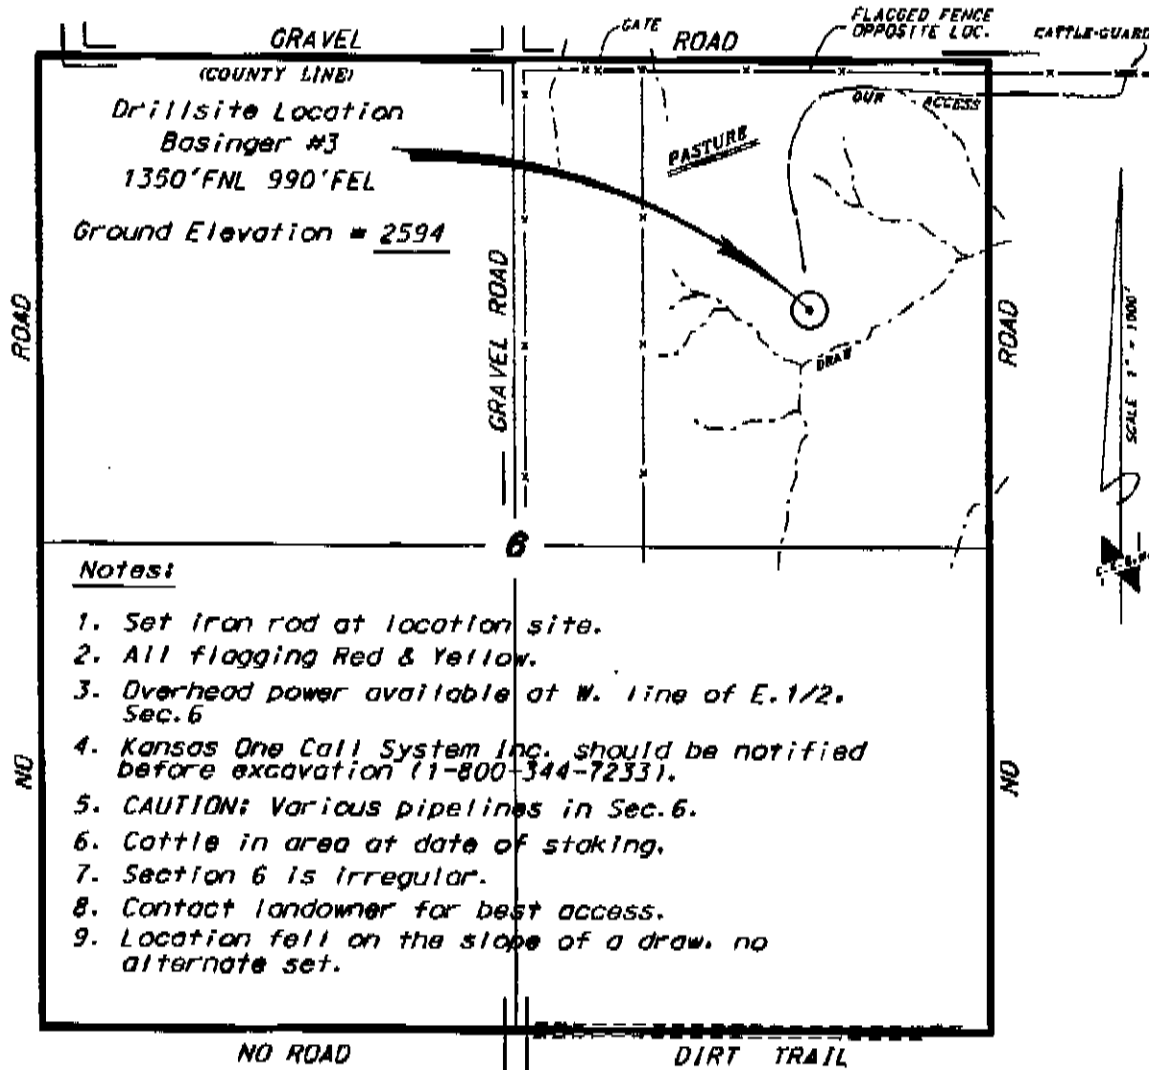 GRAVEL ROAD
GATE
FLAGGED FENCE
OPPOSITE LOC.
CATTLE-GUARD
(COUNTY LINE)
Drillsite Location
Basinger #3
1350'FNL 990'FEL
Ground Elevation = 2594
OUR ACCESS
PASTURE
ROAD
GRAVEL ROAD
DRAW
ROAD
SCALE 1" = 1000'
6
Notes:
1. Set iron rod at location site.
2. All flagging Red & Yellow.
3. Overhead power available at W. line of E.1/2.
Sec.6
4. Kansas One Call System Inc. should be notified
before excavation (1-800-344-7233).
5. CAUTION: Various pipelines in Sec.6.
6. Cattle in area at date of staking.
7. Section 6 is irregular.
8. Contact landowner for best access.
9. Location fell on the slope of a draw. no
alternate set.
NO
NO
NO ROAD
DIRT TRAIL